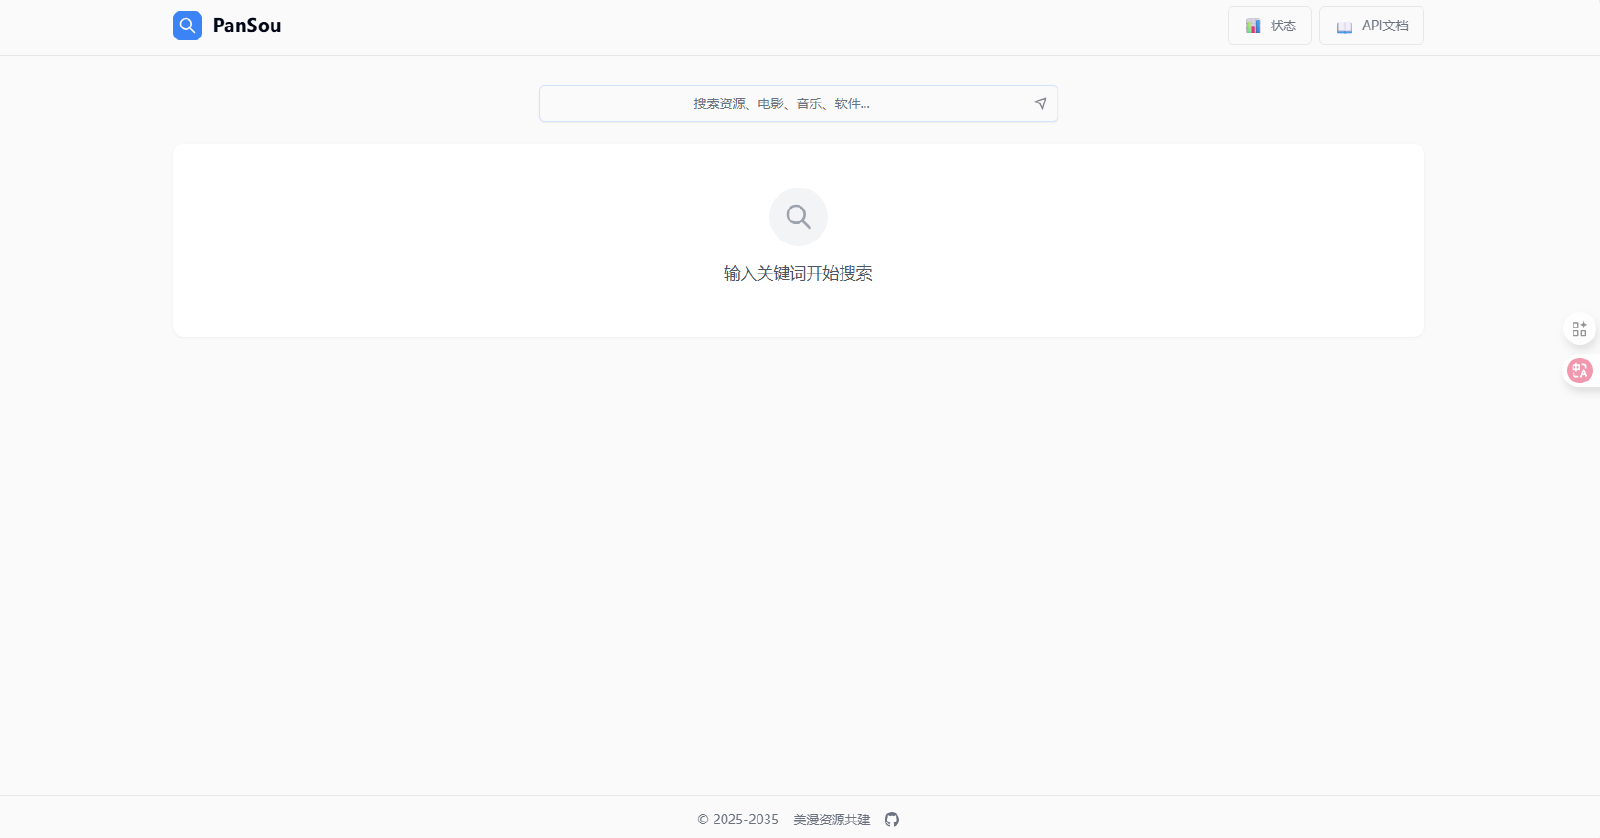 PanSou
状态
API文档
搜索资源、电影、音乐、软件...
输入关键词开始搜索
© 2025-2035 美漫资源共建